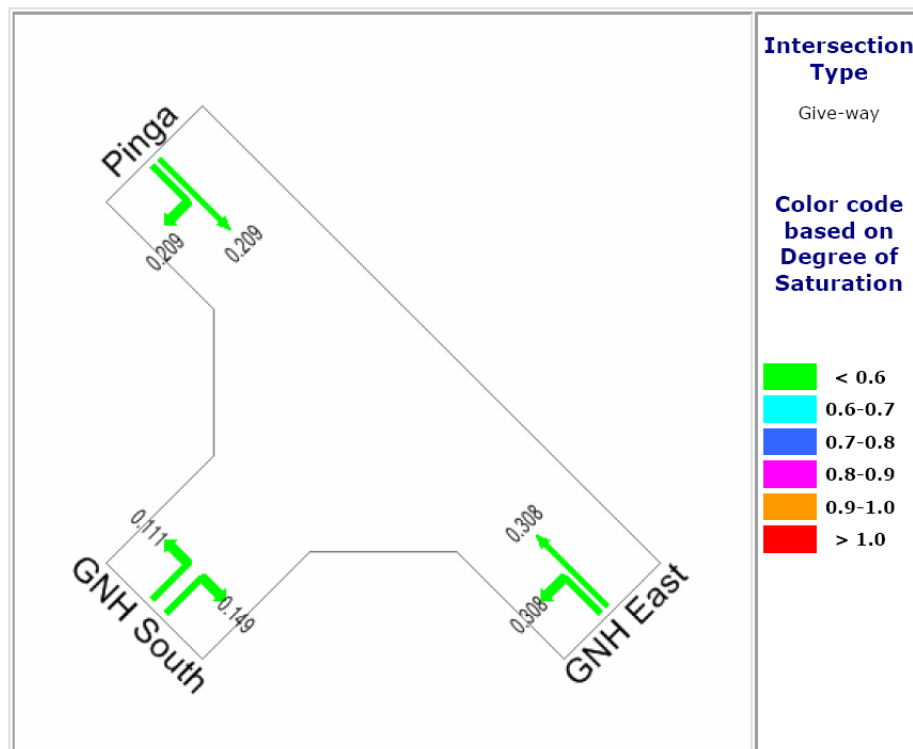 Pinga
0.209
0.209
0.111
0.149
GNH South
0.308
0.308
GNH East
Intersection
Type
Give-way
Color code
based on
Degree of
Saturation
< 0.6
0.6-0.7
0.7-0.8
0.8-0.9
0.9-1.0
> 1.0